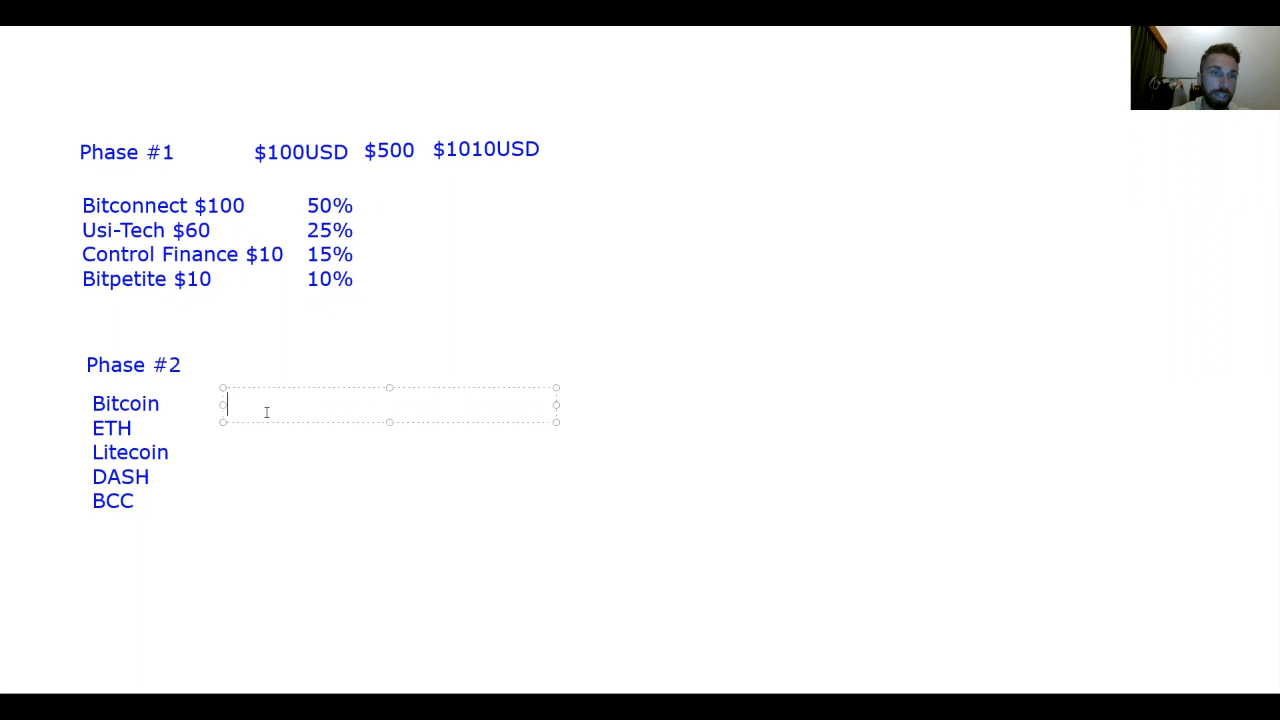 Phase #1 $100USD $500 $1010USD
Bitconnect $100 50%
Usi-Tech $60 25%
Control Finance $10 15%
Bitpetite $10 10%
Phase #2
Bitcoin
ETH
Litecoin
DASH
BCC